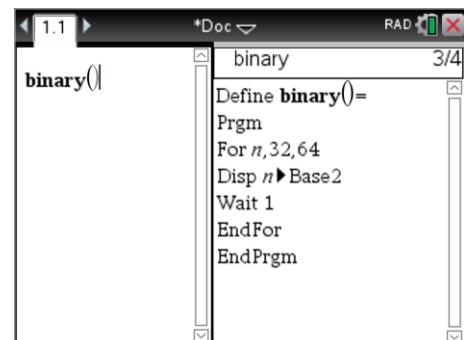 1.1 *Doc RAD
binary()
binary 3/4
Define binary()=
Prgm
For n,32,64
Disp n▶Base2
Wait 1
EndFor
EndPrgm